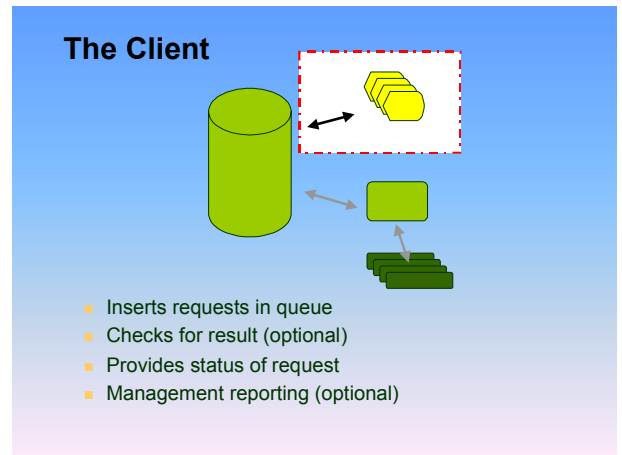 The Client
Inserts requests in queue
Checks for result (optional)
Provides status of request
Management reporting (optional)